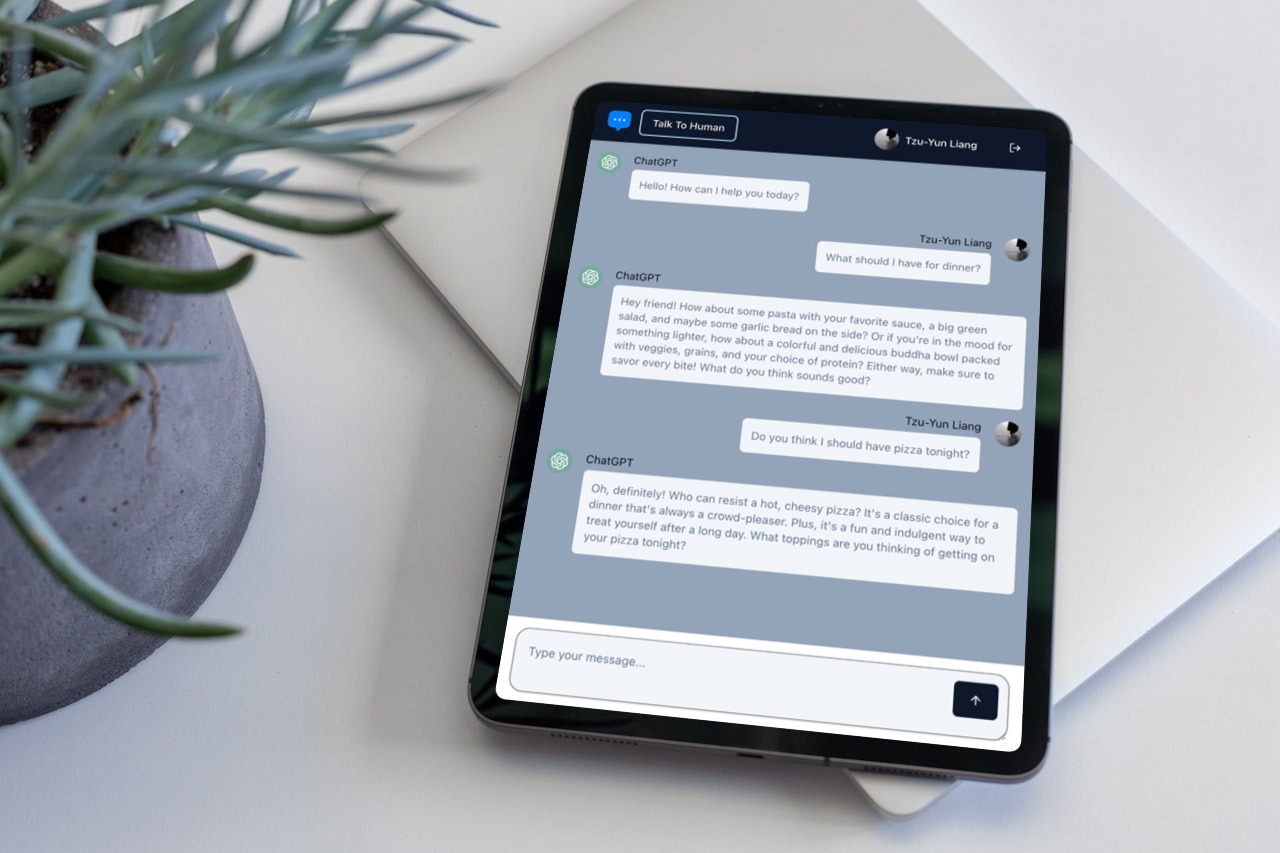 Talk To Human
Tzu-Yun Liang
ChatGPT
Hello! How can I help you today?
Tzu-Yun Liang
What should I have for dinner?
ChatGPT
Hey friend! How about some pasta with your favorite sauce, a big green
salad, and maybe some garlic bread on the side? Or if you're in the mood for
something lighter, how about a colorful and delicious buddha bowl packed
with veggies, grains, and your choice of protein? Either way, make sure to
savor every bite! What do you think sounds good?
Tzu-Yun Liang
Do you think I should have pizza tonight?
ChatGPT
Oh, definitely! Who can resist a hot, cheesy pizza? It's a classic choice for a
dinner that's always a crowd-pleaser. Plus, it's a fun and indulgent way to
treat yourself after a long day. What toppings are you thinking of getting on
your pizza tonight?
Type your message...